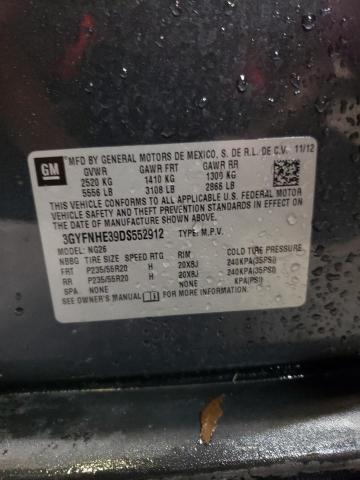 GM
MFD BY GENERAL MOTORS DE MEXICO, S. DE R.L. DE C.V. 11/12
GVWR GAWR FRT GAWR RR
2520 KG 1410 KG 1300 KG
5556 LB 3108 LB 2866 LB
THIS VEHICLE CONFORMS TO ALL APPLICABLE U.S. FEDERAL MOTOR
VEHICLE SAFETY, AND THEFT PREVENTION STANDARDS IN EFFECT ON
THE DATE OF MANUFACTURE SHOWN ABOVE.
3GYFNHE39DS552912 TYPE: M.P.V.
MODEL: NG26
NBBG TIRE SIZE SPEED RTG RIM COLD TIRE PRESSURE
FRT P235/55R20 H 20X8J 240KPA(35PSI)
RR P235/55R20 H 20X8J 240KPA(35PSI)
SPA NONE NONE KPA(PSI)
SEE OWNER'S MANUAL FOR MORE INFORMATION.